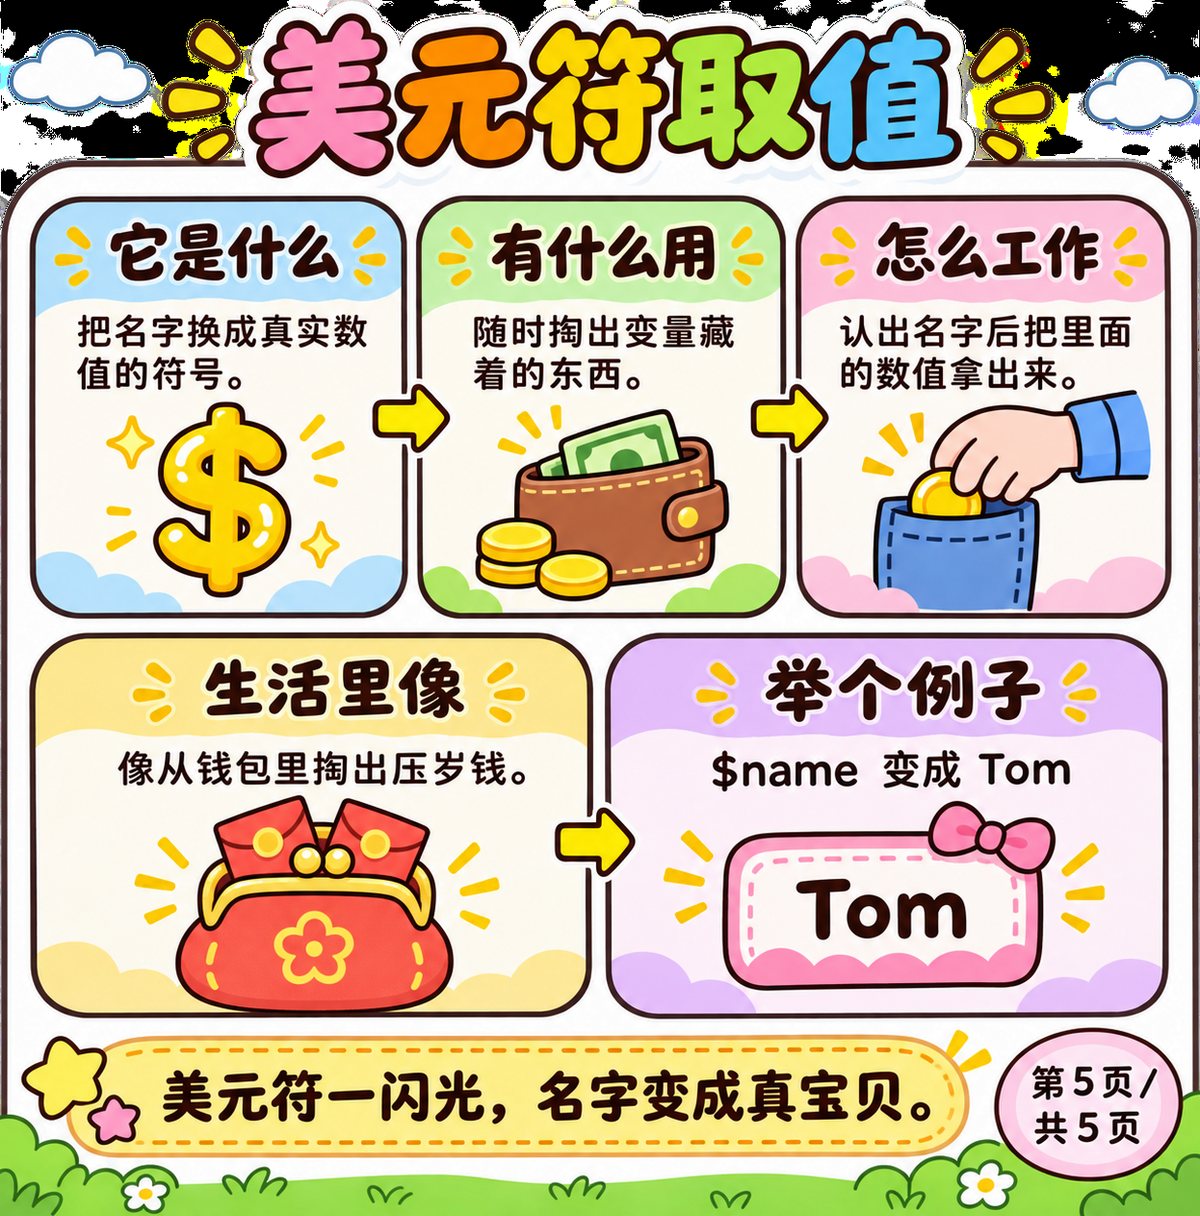 美元符取值
它是什么
把名字换成真实数
值的符号。
$
有什么用
随时掏出变量藏
着的东西。
怎么工作
认出名字后把里面
的数值拿出来。
生活里像
像从钱包里掏出压岁钱。
举个例子
$name 变成 Tom
Tom
美元符一闪光，名字变成真宝贝。
第5页/
共5页